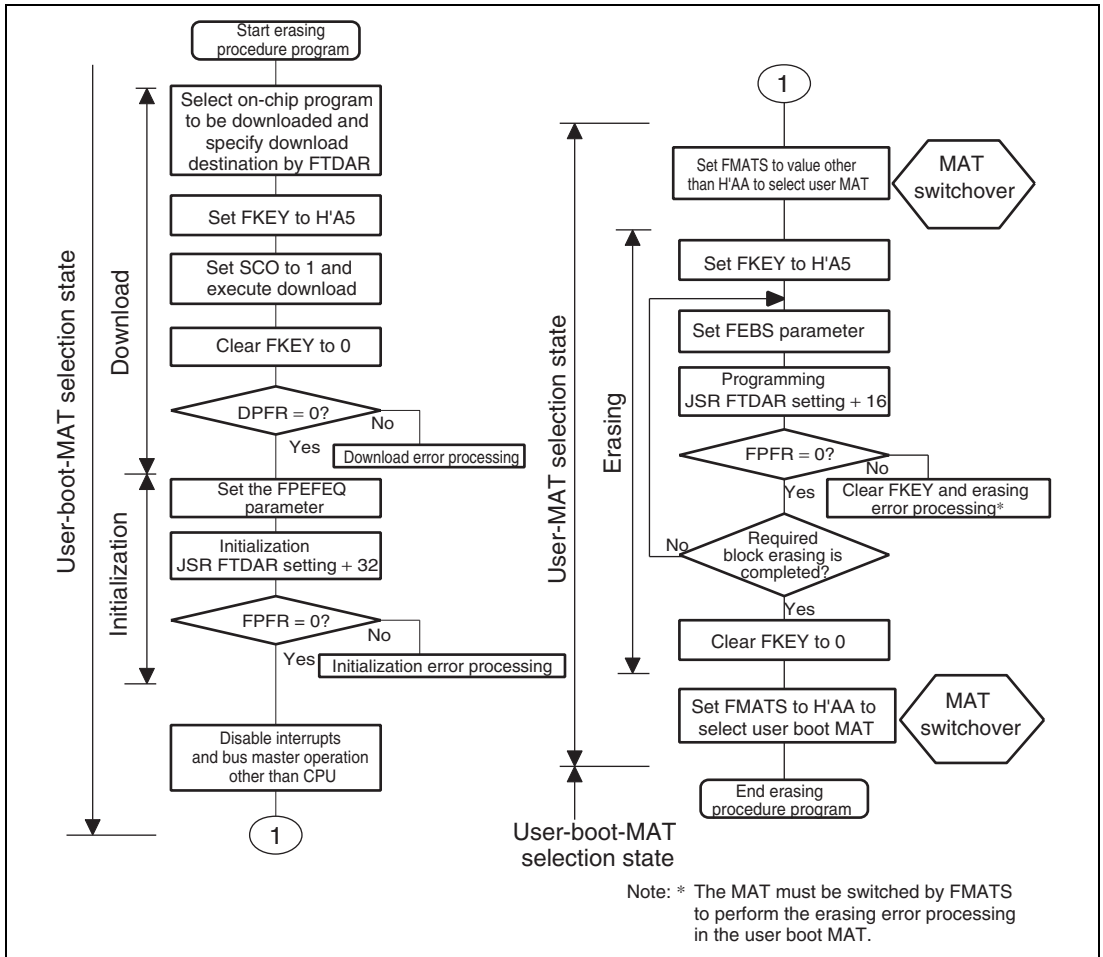 Start erasing
procedure program
User-boot-MAT selection state
Download
Select on-chip program
to be downloaded and
specify download
destination by FTDAR
Set FKEY to H'A5
Set SCO to 1 and
execute download
Clear FKEY to 0
DPFR = 0?
No
Yes
Download error processing
Initialization
Set the FPEFEQ
parameter
Initialization
JSR FTDAR setting + 32
FPFR = 0?
No
Yes
Initialization error processing
Disable interrupts
and bus master operation
other than CPU
1
1
User-MAT selection state
Set FMATS to value other
than H'AA to select user MAT
MAT
switchover
Erasing
Set FKEY to H'A5
Set FEBS parameter
Programming
JSR FTDAR setting + 16
FPFR = 0?
No
Yes
Clear FKEY and erasing
error processing*
Required
block erasing is
completed?
No
Yes
Clear FKEY to 0
Set FMATS to H'AA to
select user boot MAT
MAT
switchover
End erasing
procedure program
User-boot-MAT
selection state
Note: * The MAT must be switched by FMATS
to perform the erasing error processing
in the user boot MAT.